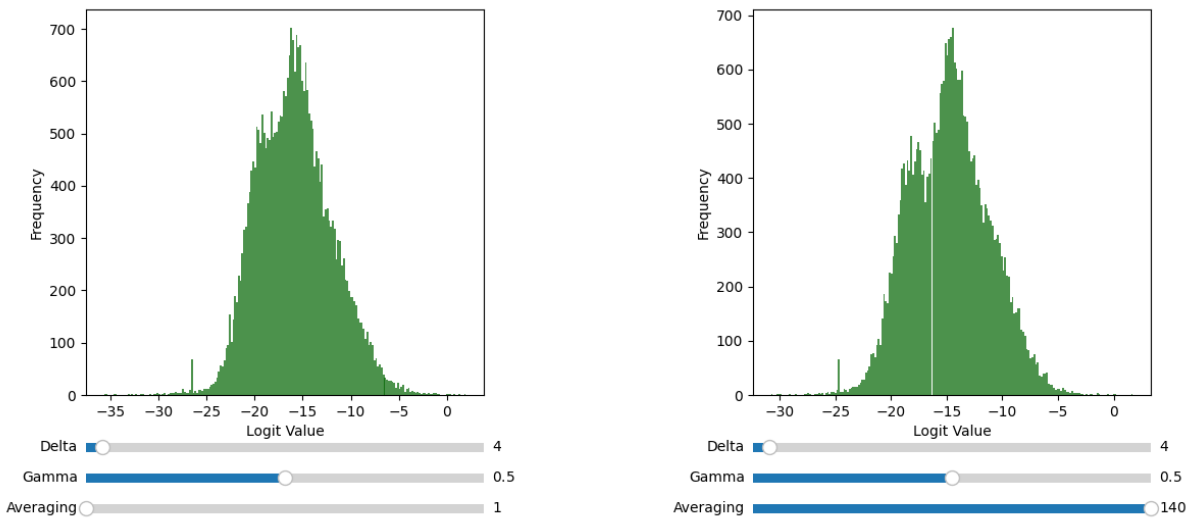 700
600
500
400
300
200
100
0
Frequency
−35 −30 −25 −20 −15 −10 −5 0
Logit Value
Delta 4
Gamma 0.5
Averaging 1
700
600
500
400
300
200
100
0
Frequency
−30 −25 −20 −15 −10 −5 0
Logit Value
Delta 4
Gamma 0.5
Averaging 140